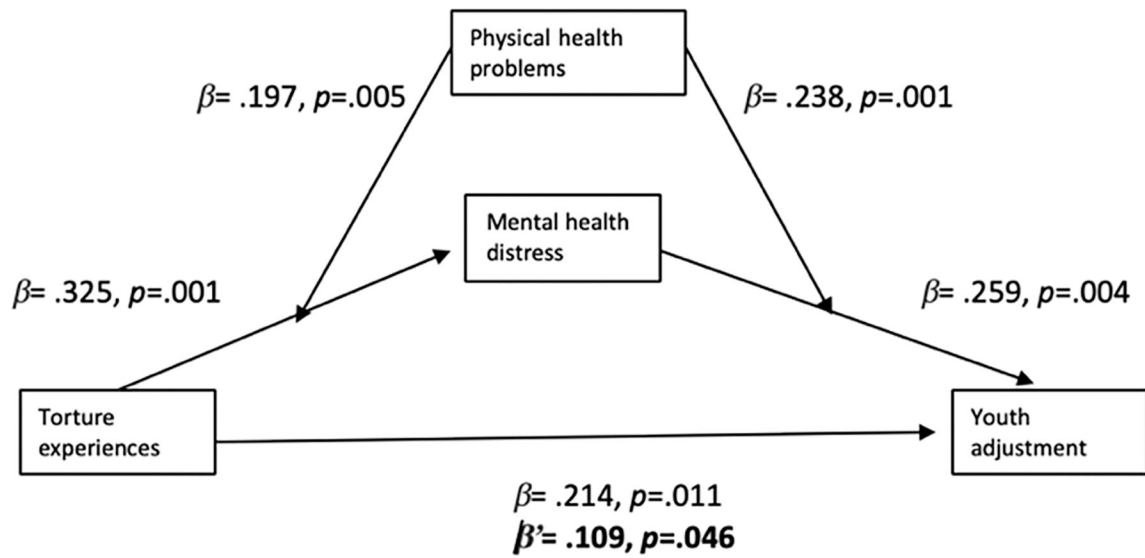 Physical health
problems
β= .197, p=.005
β= .238, p=.001
Mental health
distress
β= .325, p=.001
β= .259, p=.004
Torture
experiences
Youth
adjustment
β= .214, p=.011
β’= .109, p=.046